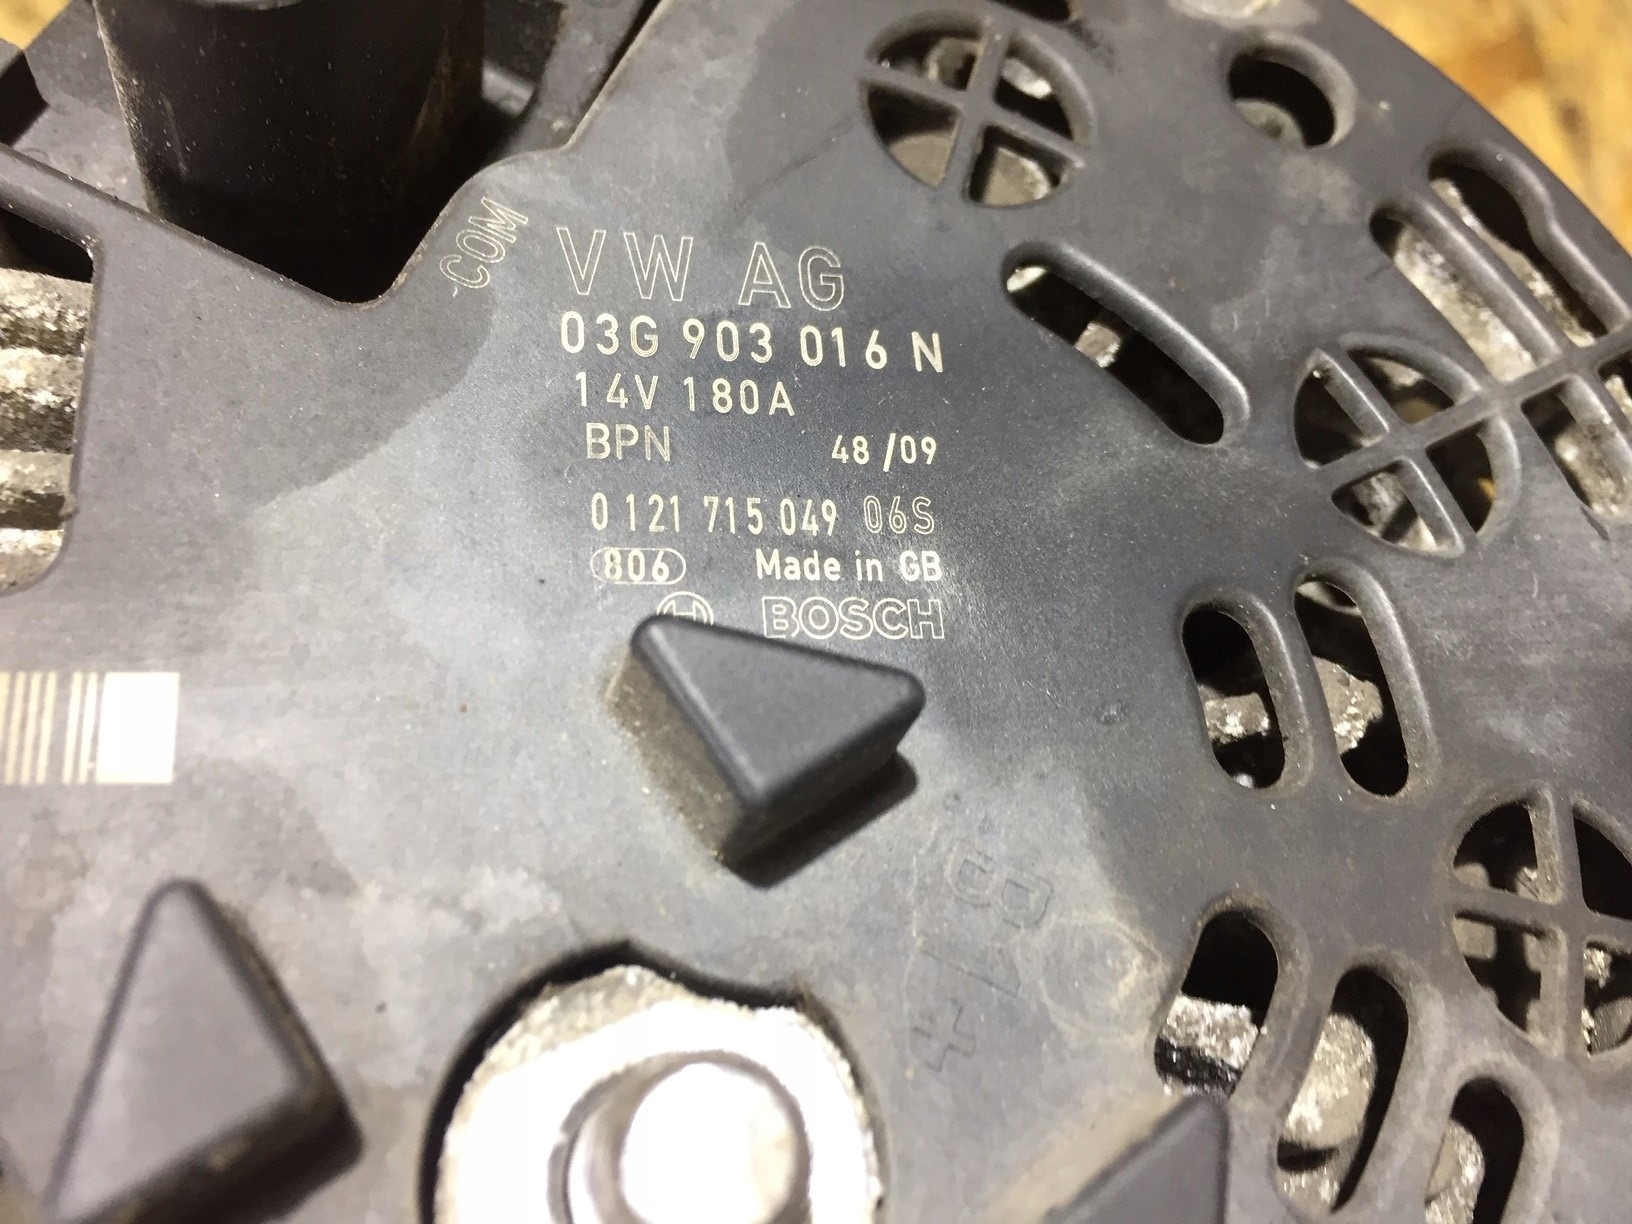 COM
VW AG
03G 903 016 N
14V 180A
BPN 48/09
0 121 715 049 06S
806 Made in GB
BOSCH
B/+